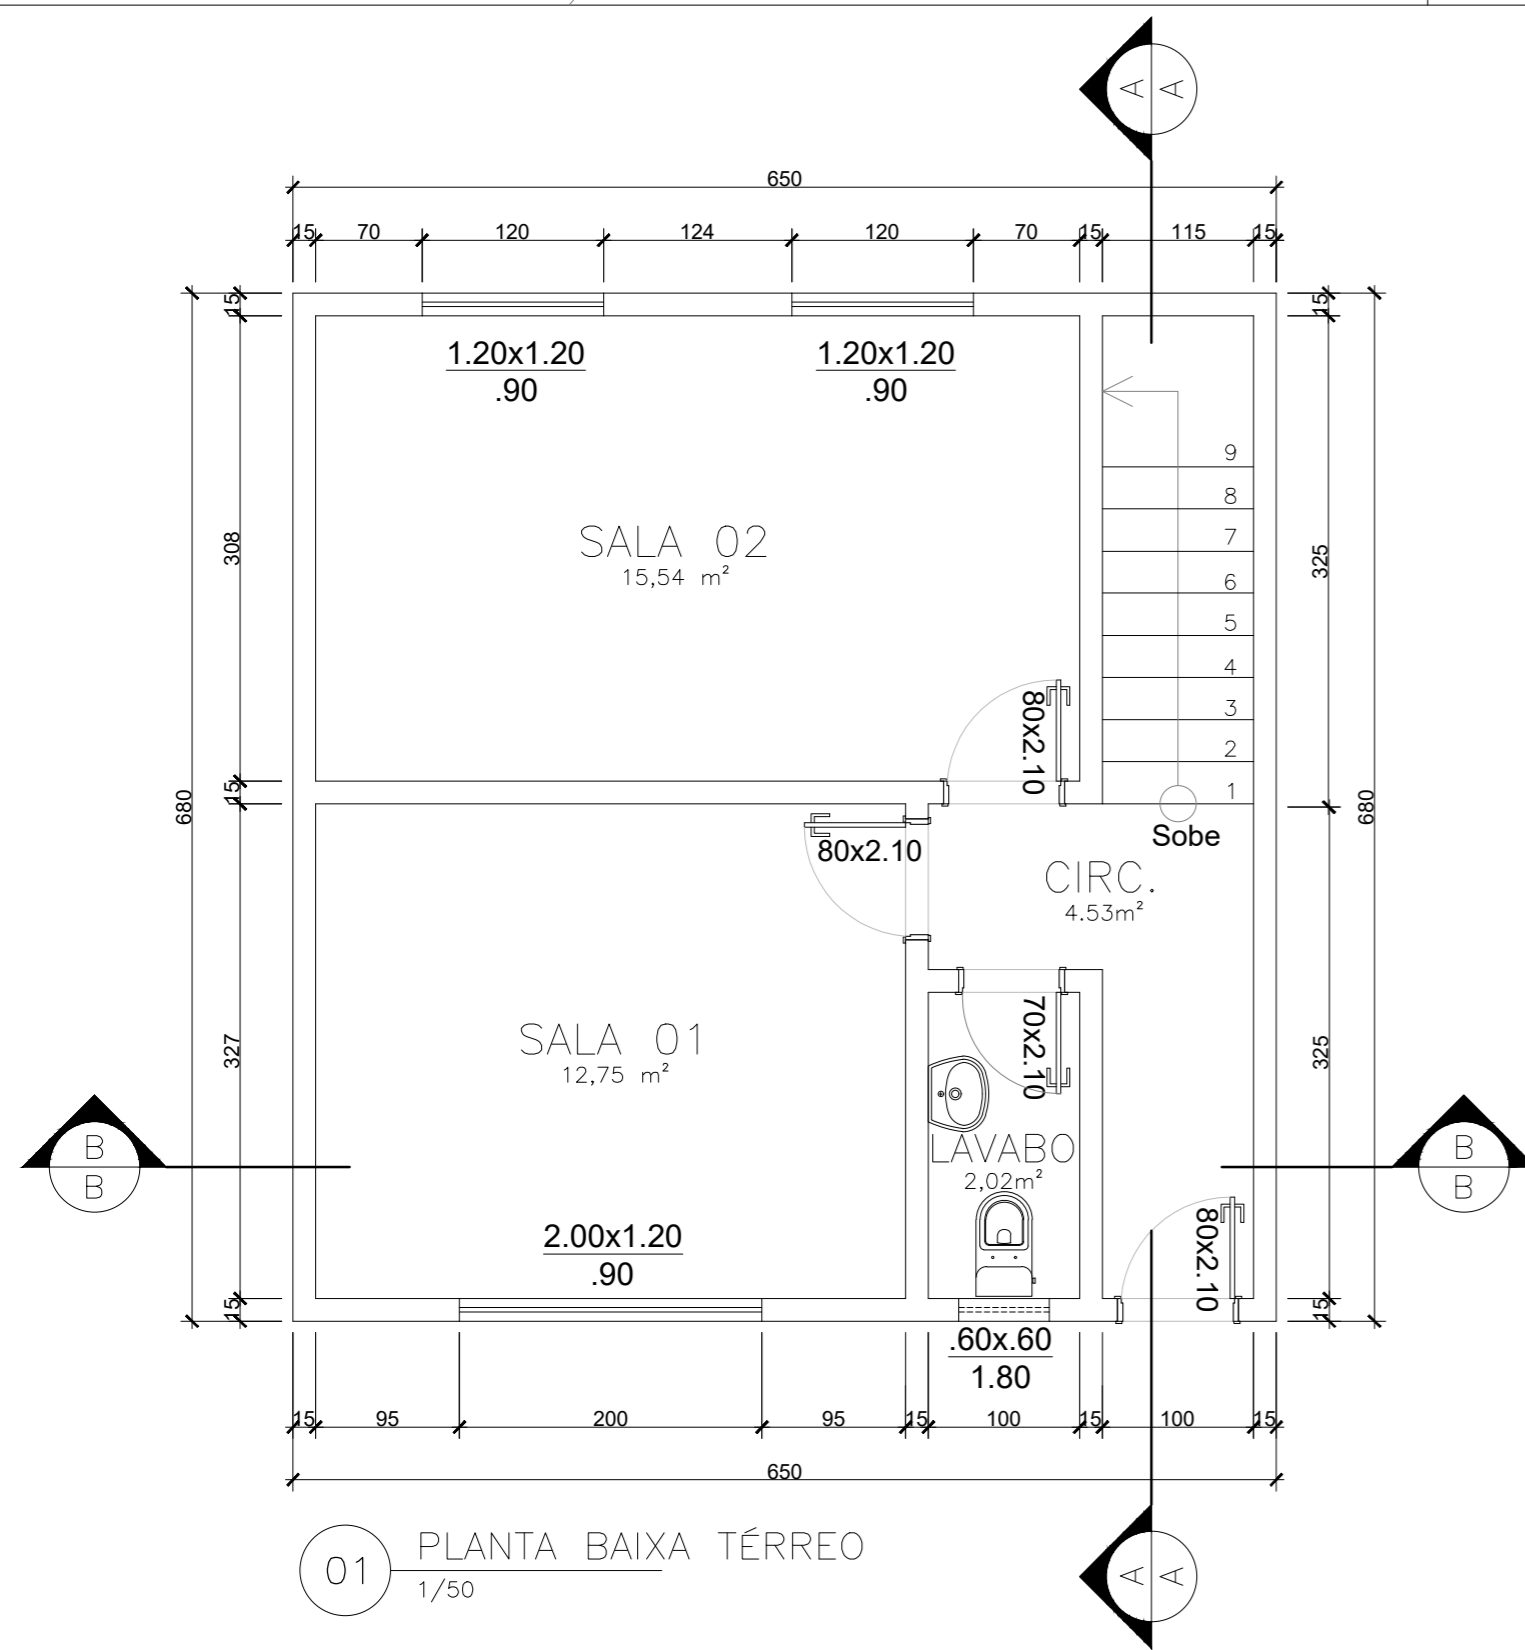 A A
650
15 70 120 124 120 70 15 115 15
15
15
1.20x1.20
.90
1.20x1.20
.90
9
8
7
6
5
4
3
2
1
SALA 02
15,54 m²
308
325
80x2.10
15
680
680
Sobe
80x2.10
CIRC.
4.53m²
SALA 01
12,75 m²
327
325
70x2.10
B
B
B
B
LAVABO
2,02m²
80x2.10
2.00x1.20
.90
15
15
.60x.60
1.80
15 95 200 95 15 100 15 100 15
650
01
PLANTA BAIXA TÉRREO
1/50
A A